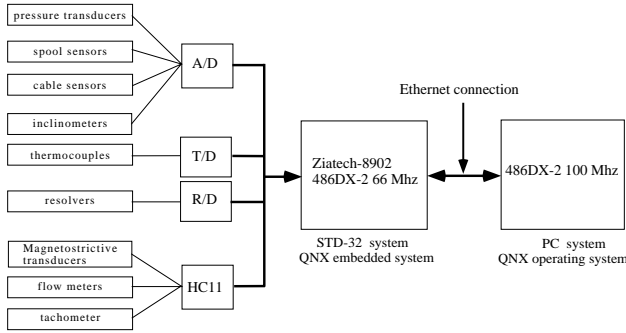 pressure transducers
spool sensors
cable sensors
inclinometers
thermocouples
resolvers
Magnetostrictive
transducers
flow meters
tachometer
A/D
T/D
R/D
HC11
Ziatech-8902
486DX-2 66 Mhz
STD-32 system
QNX embedded system
Ethernet connection
486DX-2 100 Mhz
PC system
QNX operating system